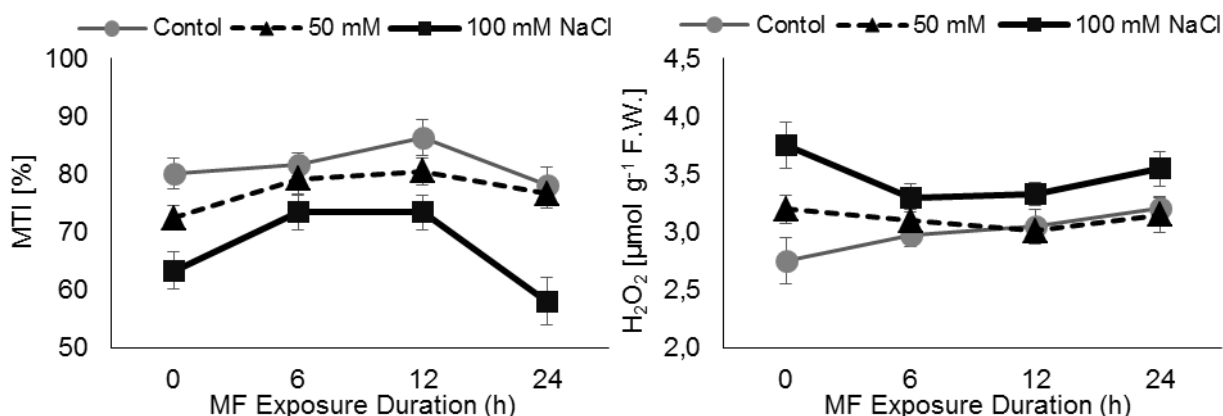 Contol 50 mM 100 mM NaCl
MTI [%]
100
90
80
70
60
50
0 6 12 24
MF Exposure Duration (h)
Contol 50 mM 100 mM NaCl
H₂O₂ [µmol g⁻¹ F.W.]
4,5
4,0
3,5
3,0
2,5
2,0
0 6 12 24
MF Exposure Duration (h)